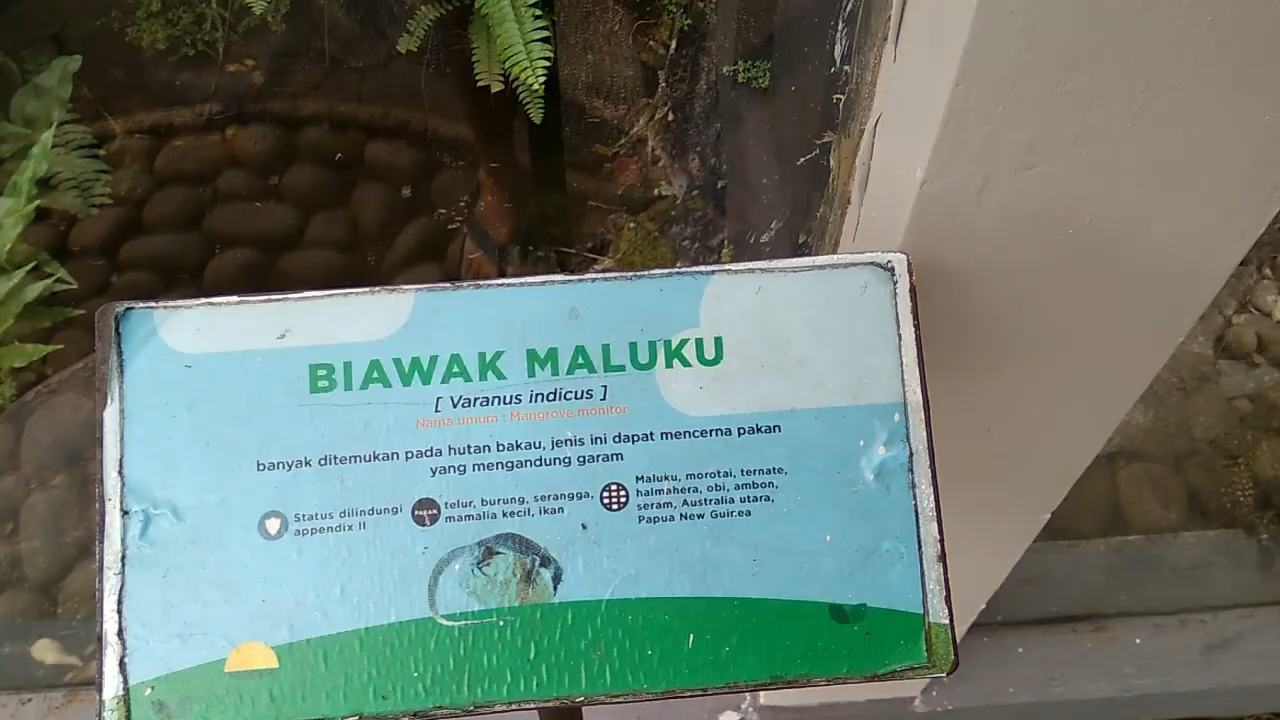 BIAWAK MALUKU
[ Varanus indicus ]
Nama umum : Mangrove monitor
banyak ditemukan pada hutan bakau, jenis ini dapat mencerna pakan
yang mengandung garam
Status dilindungi
appendix II
PAKAN
telur, burung, serangga,
mamalia kecil, ikan
Maluku, morotai, ternate,
halmahera, obi, ambon,
seram, Australia utara,
Papua New Guinea